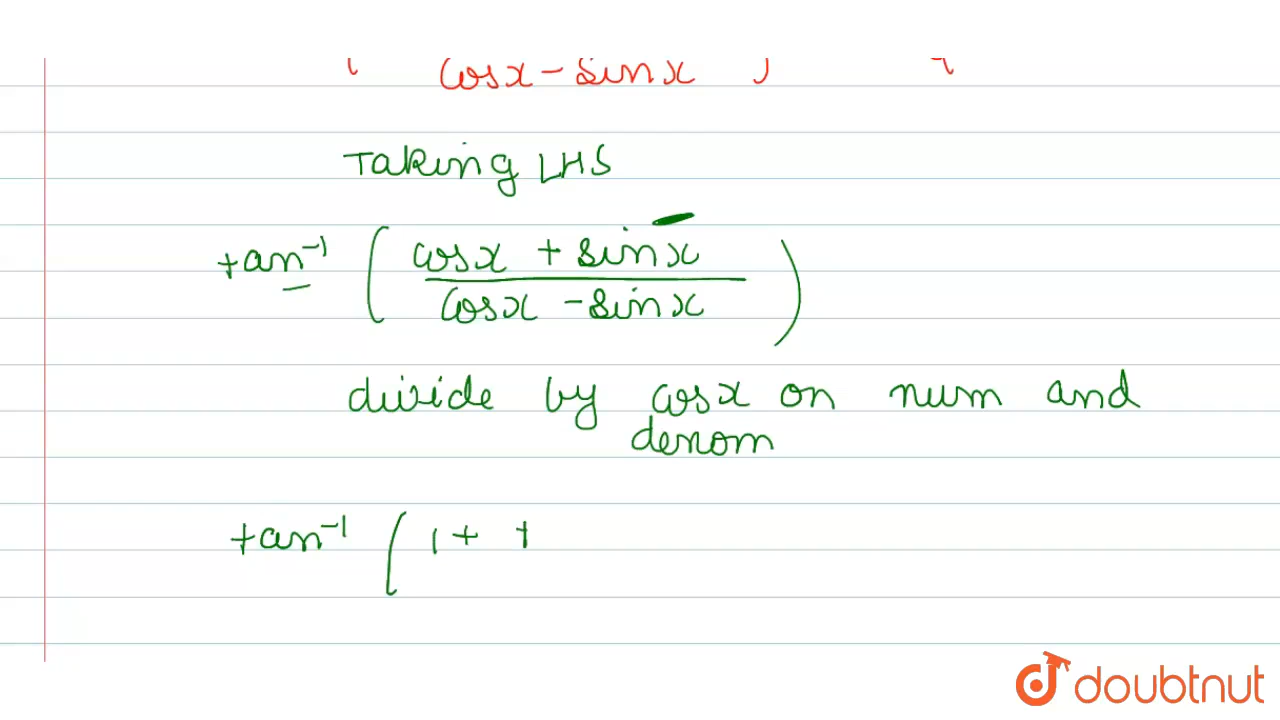 cosx - sinx
Taking LHS
tan⁻¹ ( cosx + sinx
cosx - sinx )
divide by cosx on num and
denom
tan⁻¹ ( 1 + t
doubtnut